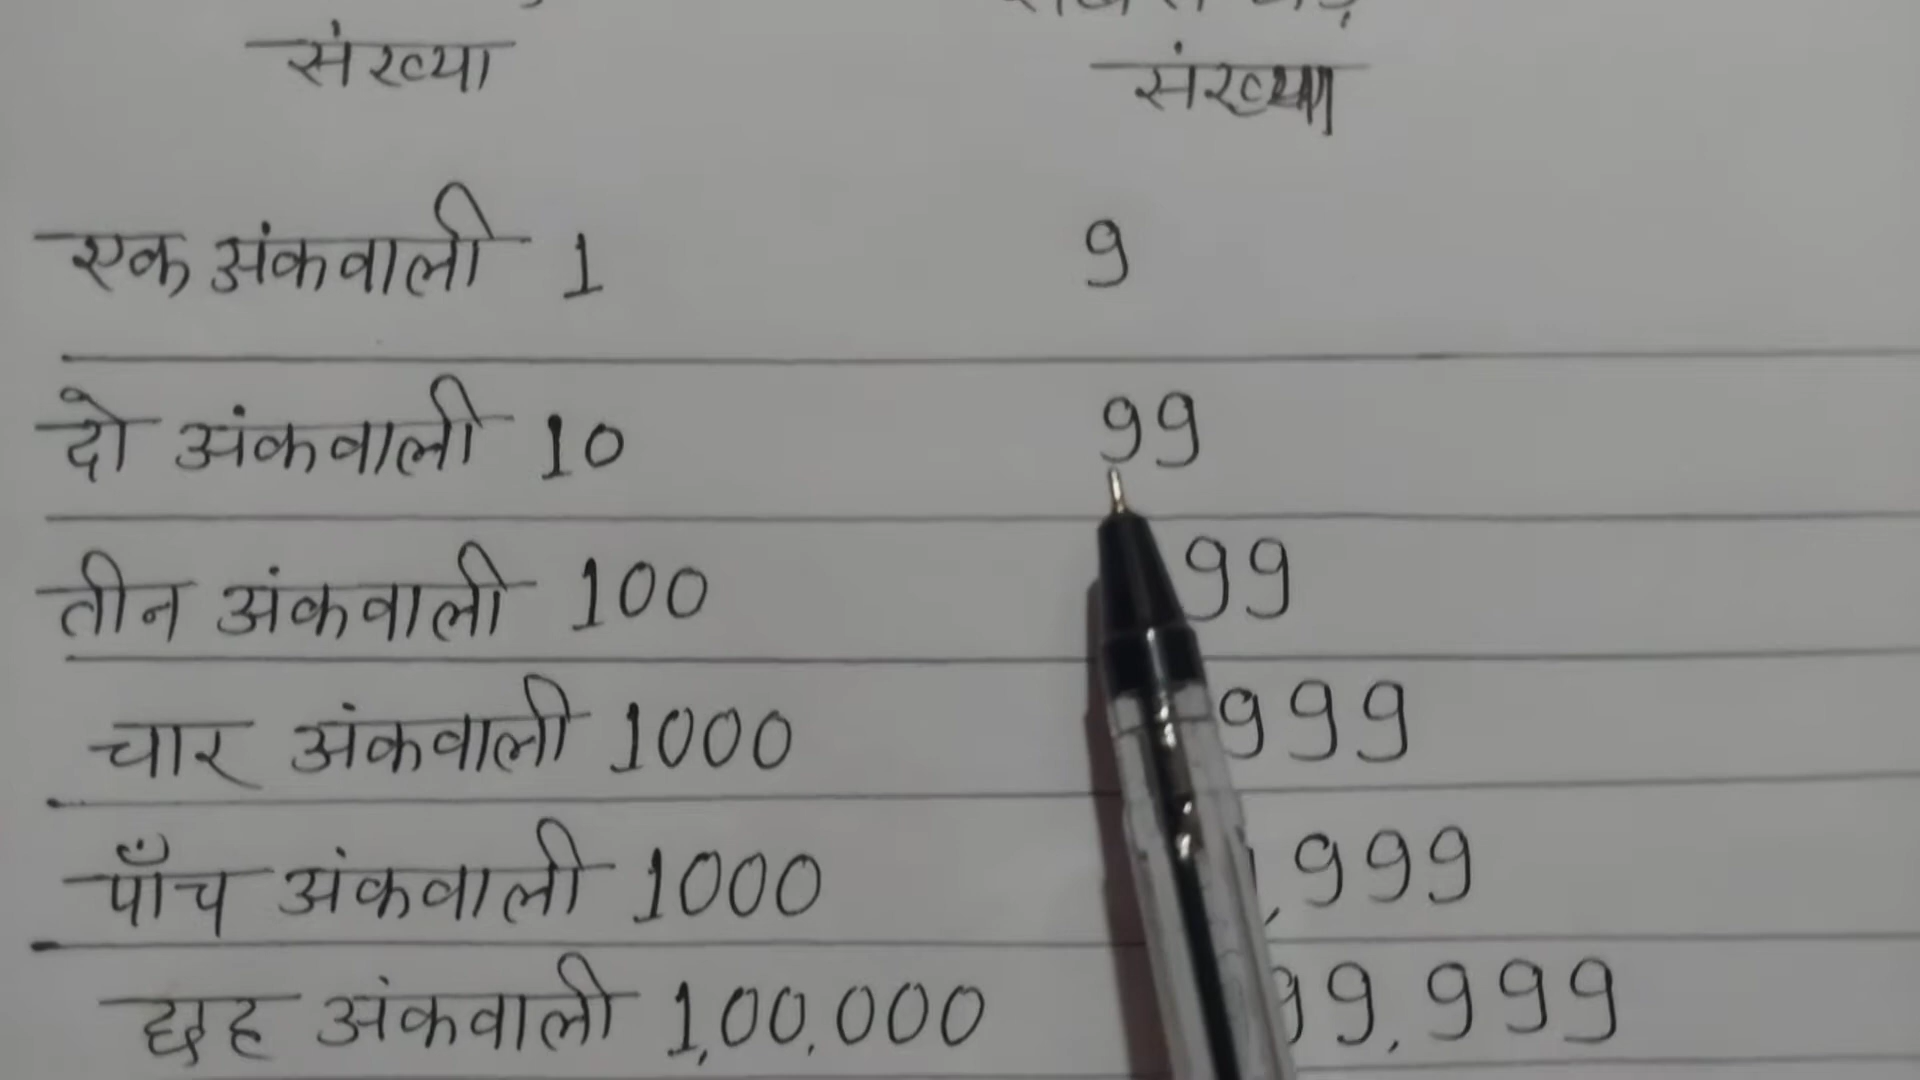 संख्या संख्या
एक अंकवाली 1 9
दो अंकवाली 10 99
तीन अंकवाली 100 99
चार अंकवाली 1000 999
पाँच अंकवाली 1000 ,999
छह अंकवाली 1,00,000 99,999